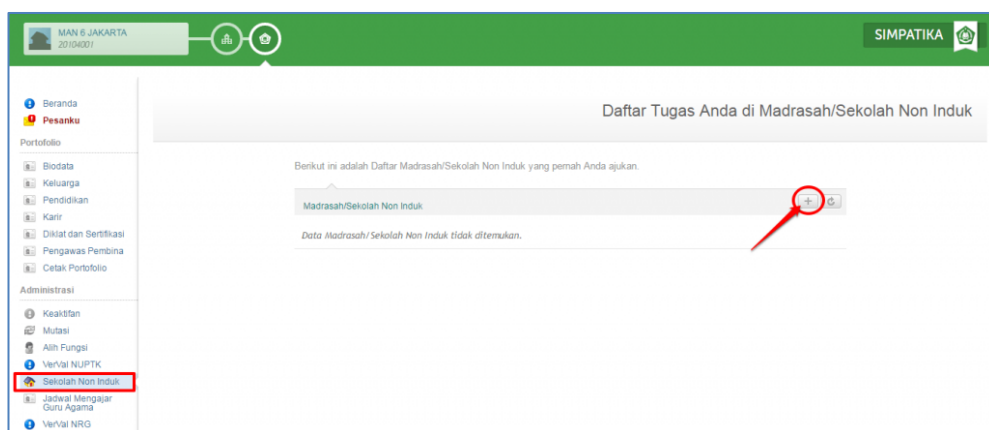 MAN 6 JAKARTA
20104001
SIMPATIKA
Beranda
Pesanku
Portofolio
Biodata
Keluarga
Pendidikan
Karir
Diklat dan Sertifikasi
Pengawas Pembina
Cetak Portofolio
Administrasi
Keaktifan
Mutasi
Alih Fungsi
VerVal NUPTK
Sekolah Non Induk
Jadwal Mengajar
Guru Agama
VerVal NRG
Daftar Tugas Anda di Madrasah/Sekolah Non Induk
Berikut ini adalah Daftar Madrasah/Sekolah Non Induk yang pernah Anda ajukan.
Madrasah/Sekolah Non Induk
Data Madrasah/Sekolah Non Induk tidak ditemukan.